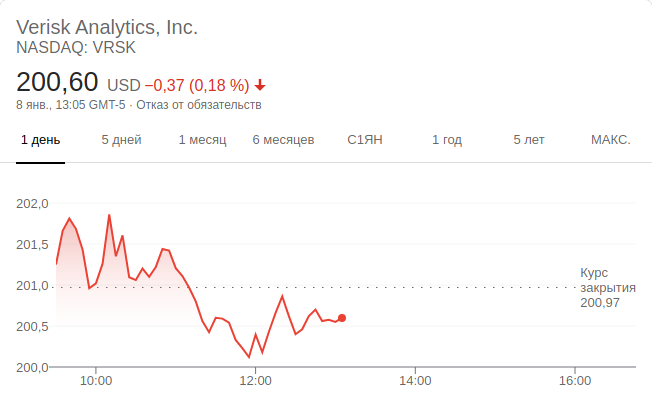 Verisk Analytics, Inc.
NASDAQ: VRSK
200,60 USD −0,37 (0,18 %)
8 янв., 13:05 GMT-5 · Отказ от обязательств
1 день 5 дней 1 месяц 6 месяцев С1ЯН 1 год 5 лет МАКС.
202,0
201,5
201,0
200,5
200,0
Курс
закрытия
200,97
10:00 12:00 14:00 16:00